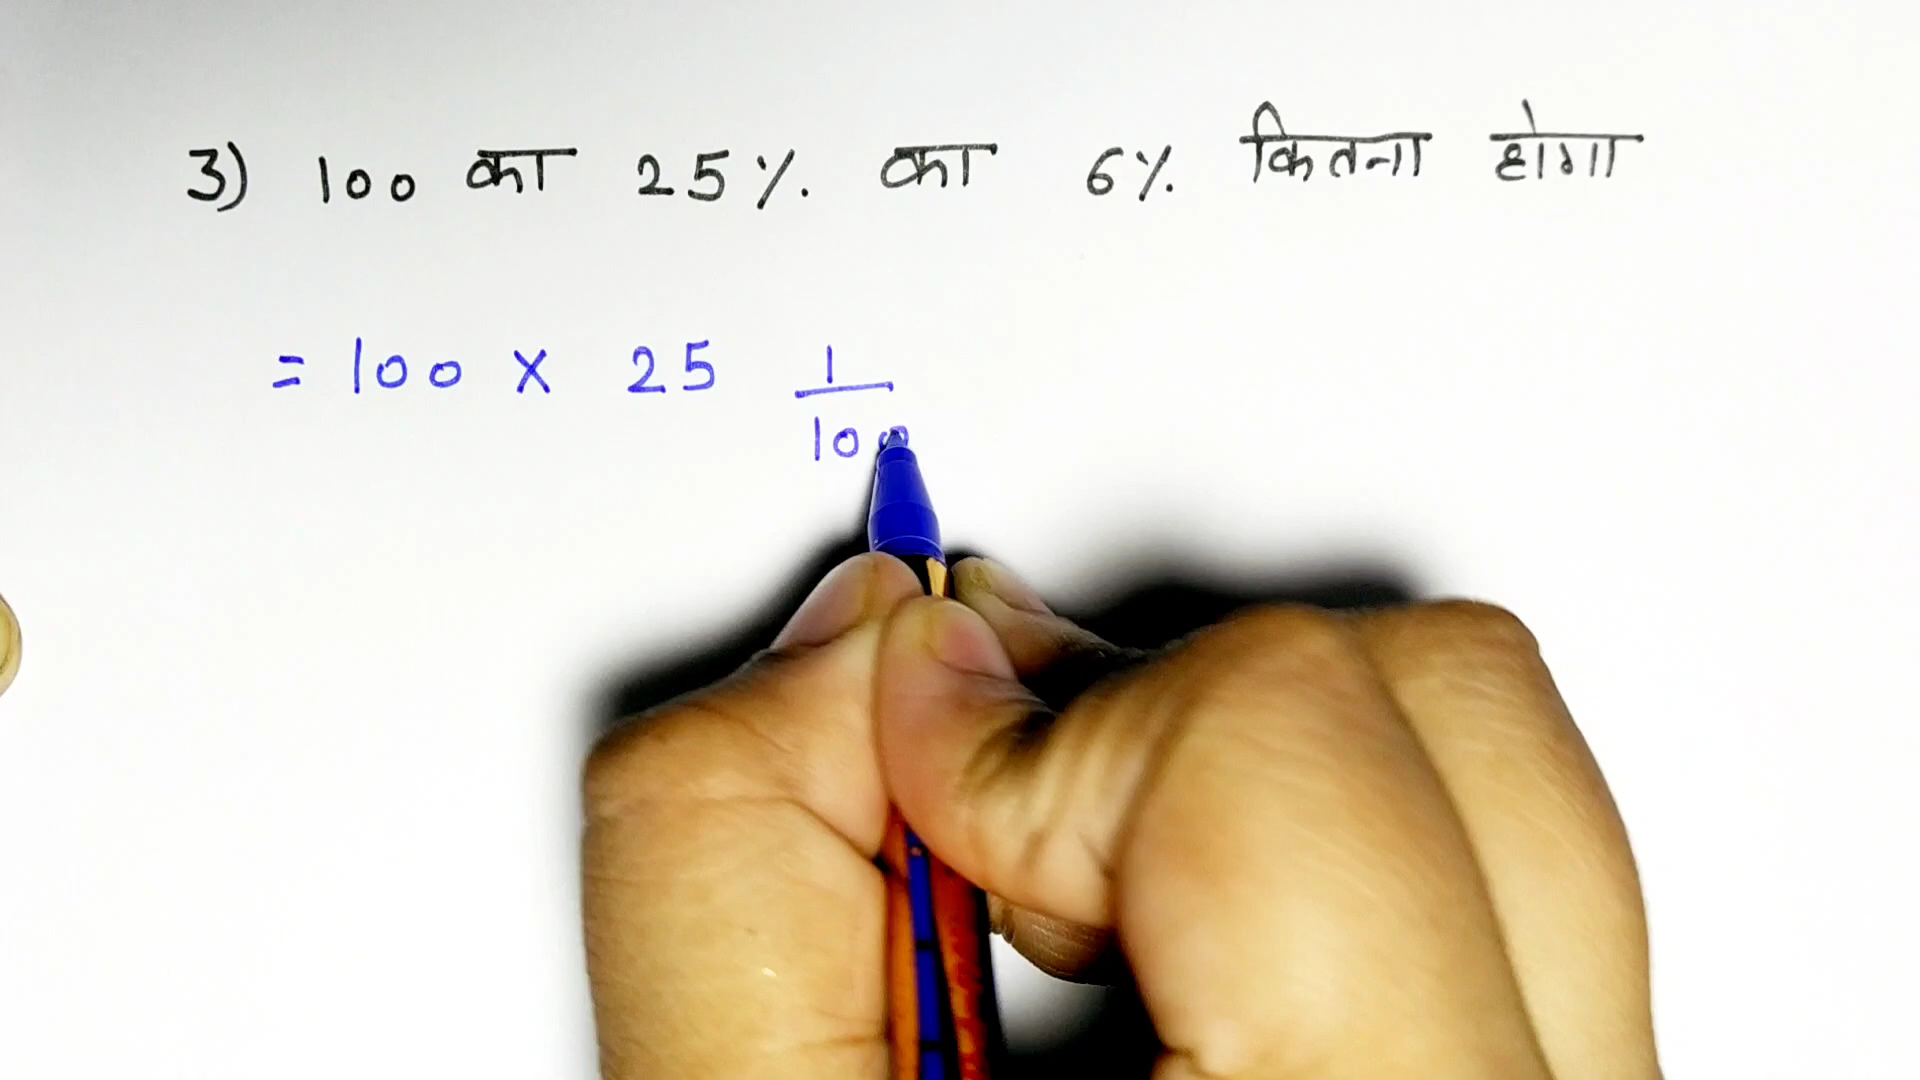 3) 100 का 25% का 6% कितना होगा
= 100 × 25 1/100